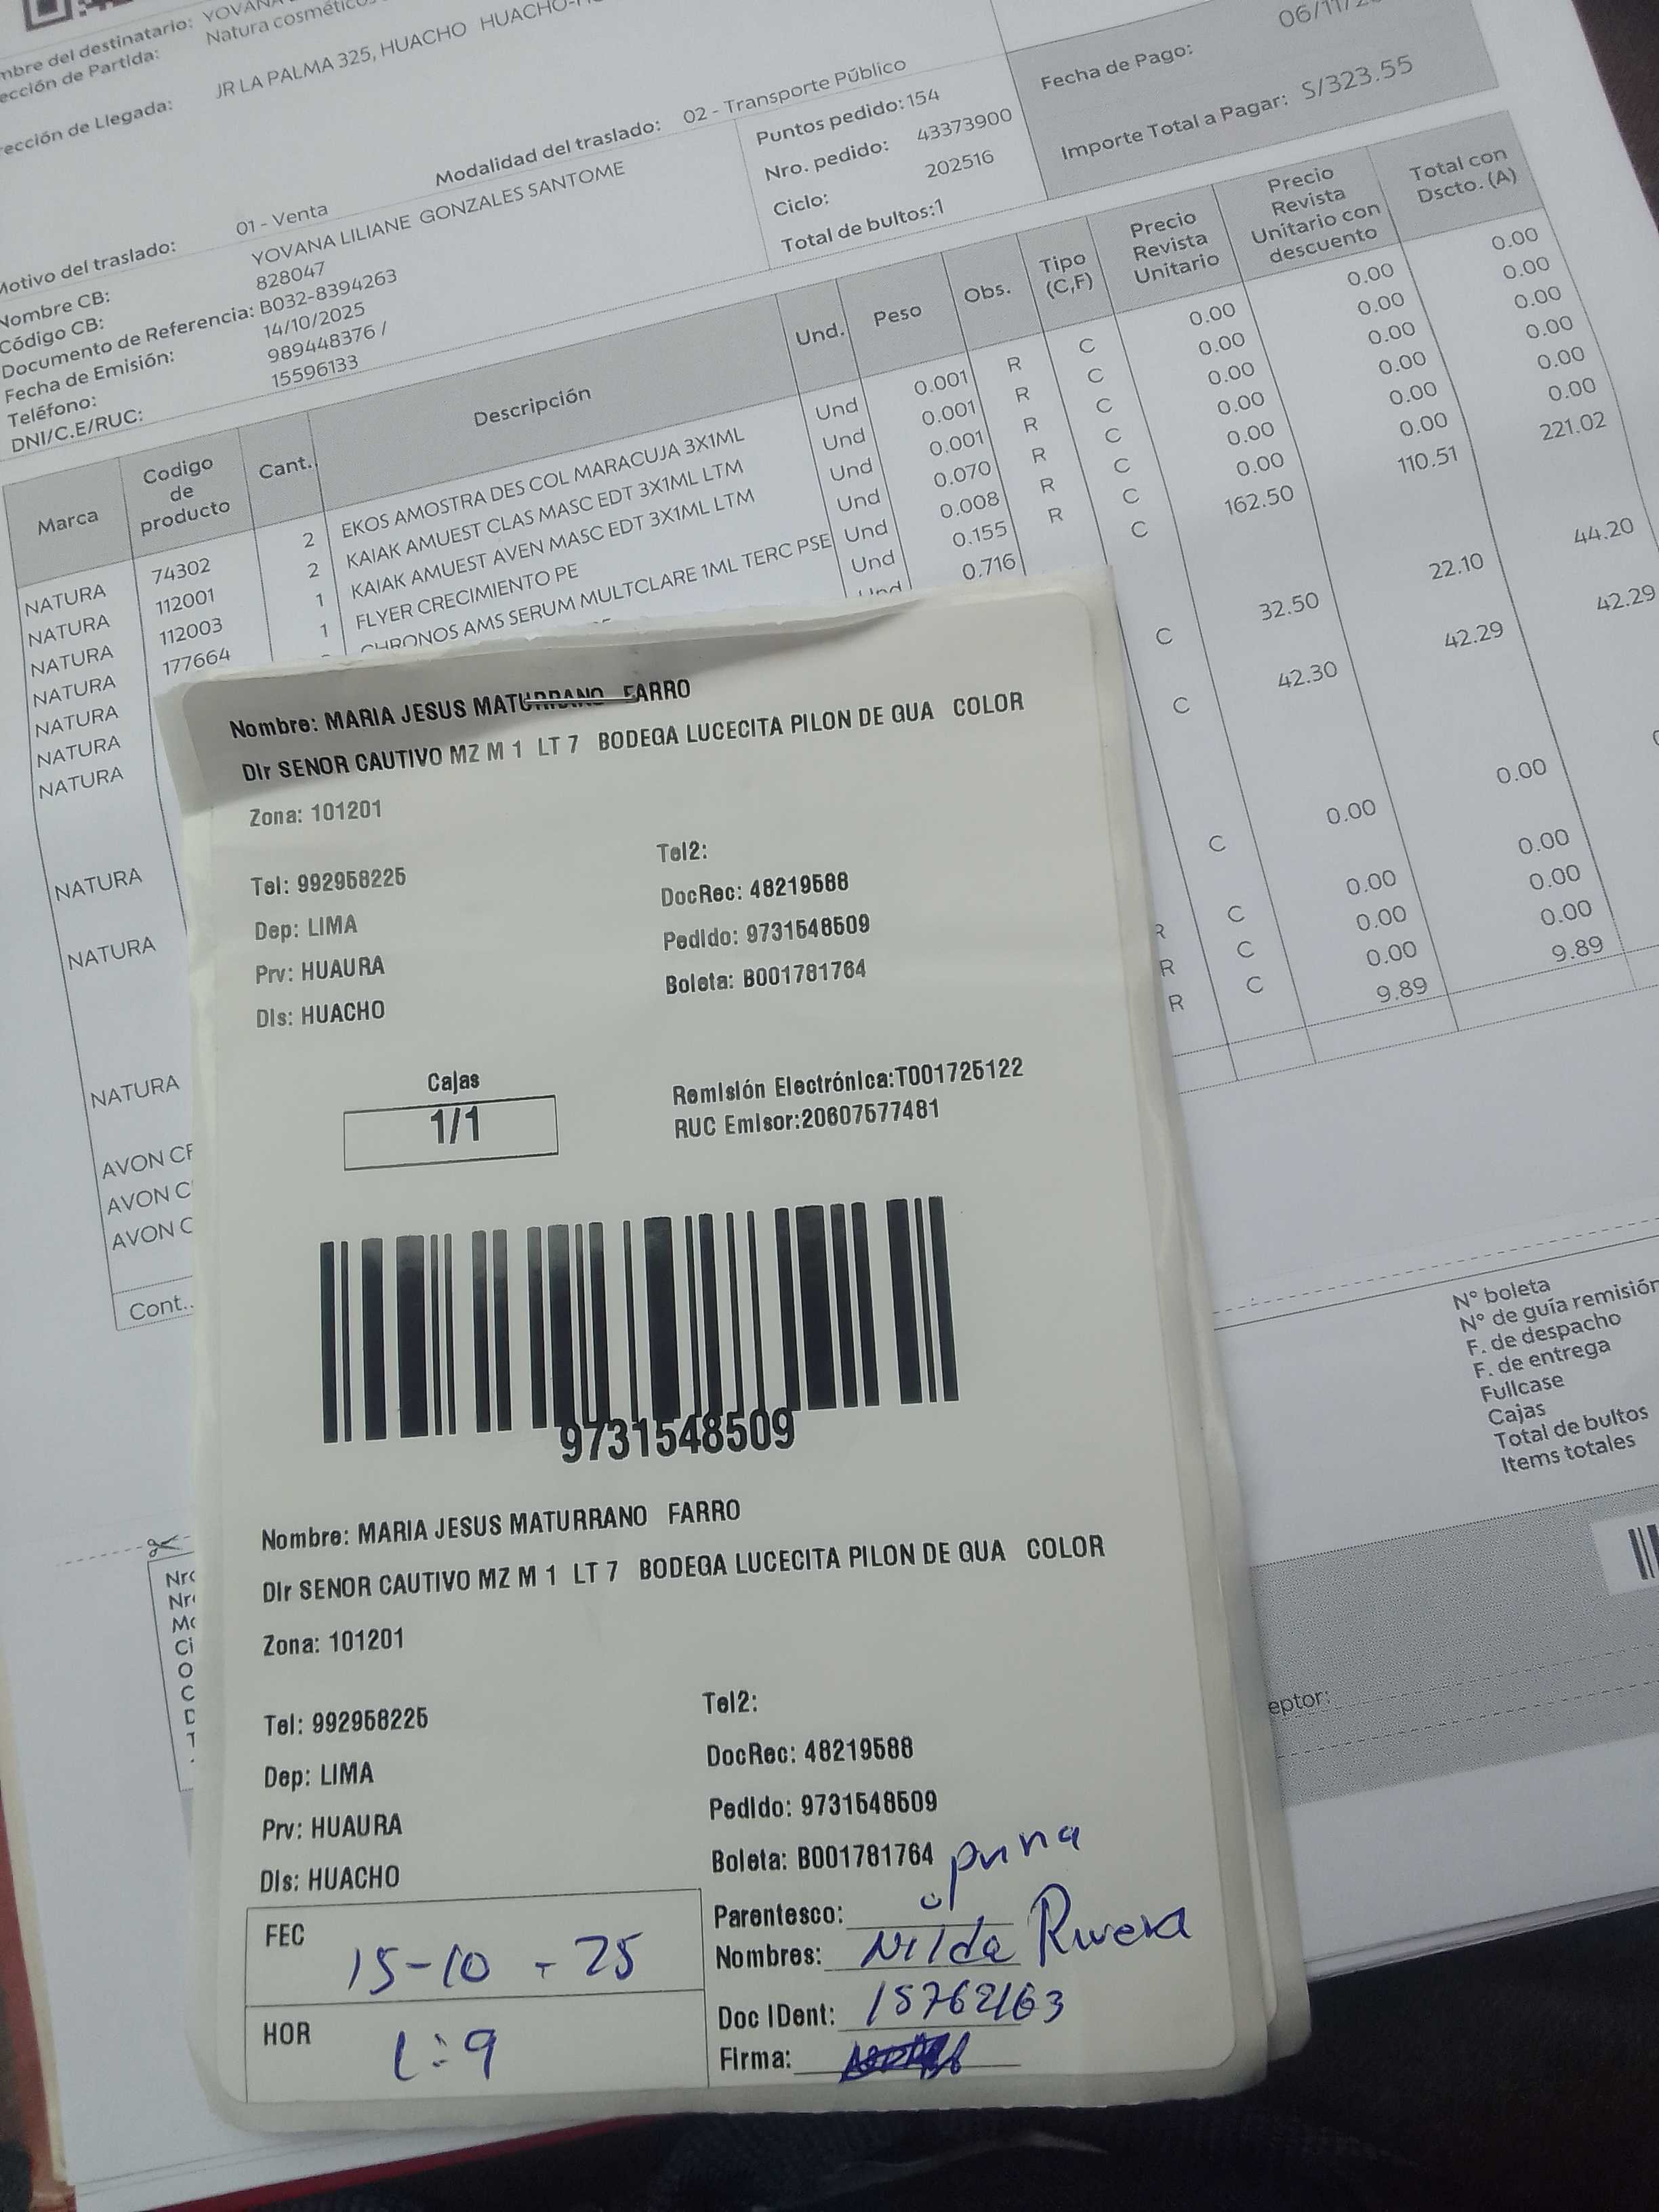 YOVANA
Natura cosméticos
JR LA PALMA 325, HUACHO HUACHO-
Modalidad del traslado: 02 - Transporte Público
Motivo del traslado: 01 - Venta
Nombre CB: YOVANA LILIANE GONZALES SANTOME
Código CB: 828047
Documento de Referencia: B032-8394263
Fecha de Emisión: 14/10/2025
Teléfono: 989448376 /
DNI/C.E/RUC: 15596133
Puntos pedido: 154
Nro. pedido: 43373900
Ciclo: 202516
Total de bultos:1
Fecha de Pago: 06/11/
Importe Total a Pagar: S/323.55
Marca Codigo de producto Cant. Descripción Und. Peso Obs. Tipo (C,F) Precio Revista Unitario Precio Revista Unitario con descuento Total con Dscto. (A)
NATURA 74302 2 EKOS AMOSTRA DES COL MARACUJA 3X1ML Und 0.001 R C 0.00 0.00 0.00
NATURA 112001 2 KAIAK AMUEST CLAS MASC EDT 3X1ML LTM Und 0.001 R C 0.00 0.00 0.00
NATURA 112003 1 KAIAK AMUEST AVEN MASC EDT 3X1ML LTM Und 0.001 R C 0.00 0.00 0.00
NATURA 177664 1 FLYER CRECIMIENTO PE Und 0.070 R C 0.00 0.00 0.00
NATURA CHRONOS AMS SERUM MULTCLARE 1ML TERC PSE Und 0.008 R C 0.00 0.00 0.00
NATURA Und 0.155 R C 0.00 0.00 0.00
NATURA Und 0.716 C 162.50 110.51 221.02
NATURA C 32.50 22.10 44.20
NATURA C 42.30 42.29 42.29
NATURA C 0.00 0.00
AVON C 0.00 0.00
AVON R C 0.00 0.00
AVON R C 0.00 0.00
R 9.89 9.89
Cont..
Nombre: MARIA JESUS MATURRANO FARRO
Dir SENOR CAUTIVO MZ M 1 LT 7 BODEGA LUCECITA PILON DE GUA COLOR
Zona: 101201
Tel: 992958225 Tel2:
Dep: LIMA DocRec: 48219588
Prv: HUAURA Pedido: 9731548509
Dis: HUACHO Boleta: B001781764
Cajas
1/1
Remisión Electrónica:T001725122
RUC Emisor:20607577481
9731548509
Nombre: MARIA JESUS MATURRANO FARRO
Dir SENOR CAUTIVO MZ M 1 LT 7 BODEGA LUCECITA PILON DE GUA COLOR
Zona: 101201
Tel: 992958225 Tel2:
Dep: LIMA DocRec: 48219588
Prv: HUAURA Pedido: 9731548509
Dis: HUACHO Boleta: B001781764
FEC 15-10-25
HOR 1:9
Parentesco:
Nombres: Nilda Rivera
Doc IDent: 15762163
Firma:
N° boleta
N° de guía remisión
F. de despacho
F. de entrega
Fullcase
Cajas
Total de bultos
Items totales